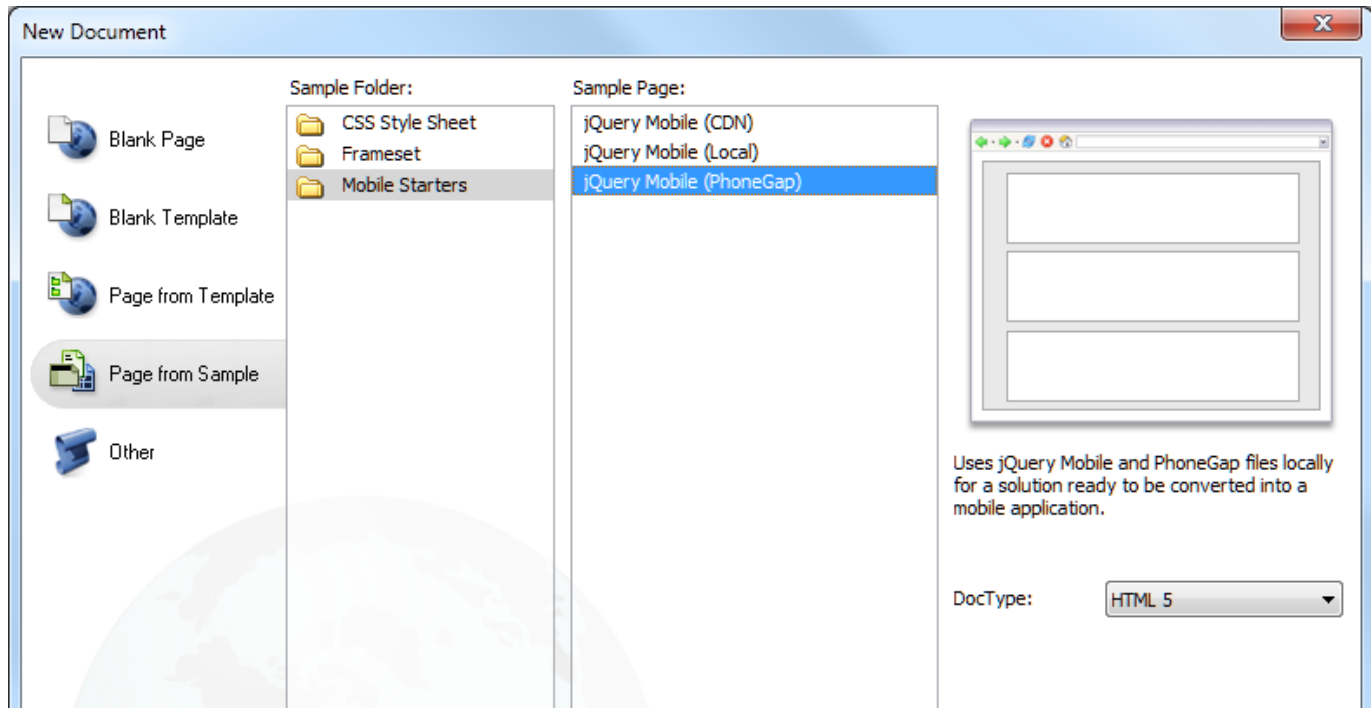 New Document
Blank Page
Blank Template
Page from Template
Page from Sample
Other
Sample Folder:
CSS Style Sheet
Frameset
Mobile Starters
Sample Page:
jQuery Mobile (CDN)
jQuery Mobile (Local)
jQuery Mobile (PhoneGap)
Uses jQuery Mobile and PhoneGap files locally
for a solution ready to be converted into a
mobile application.
DocType:
HTML 5